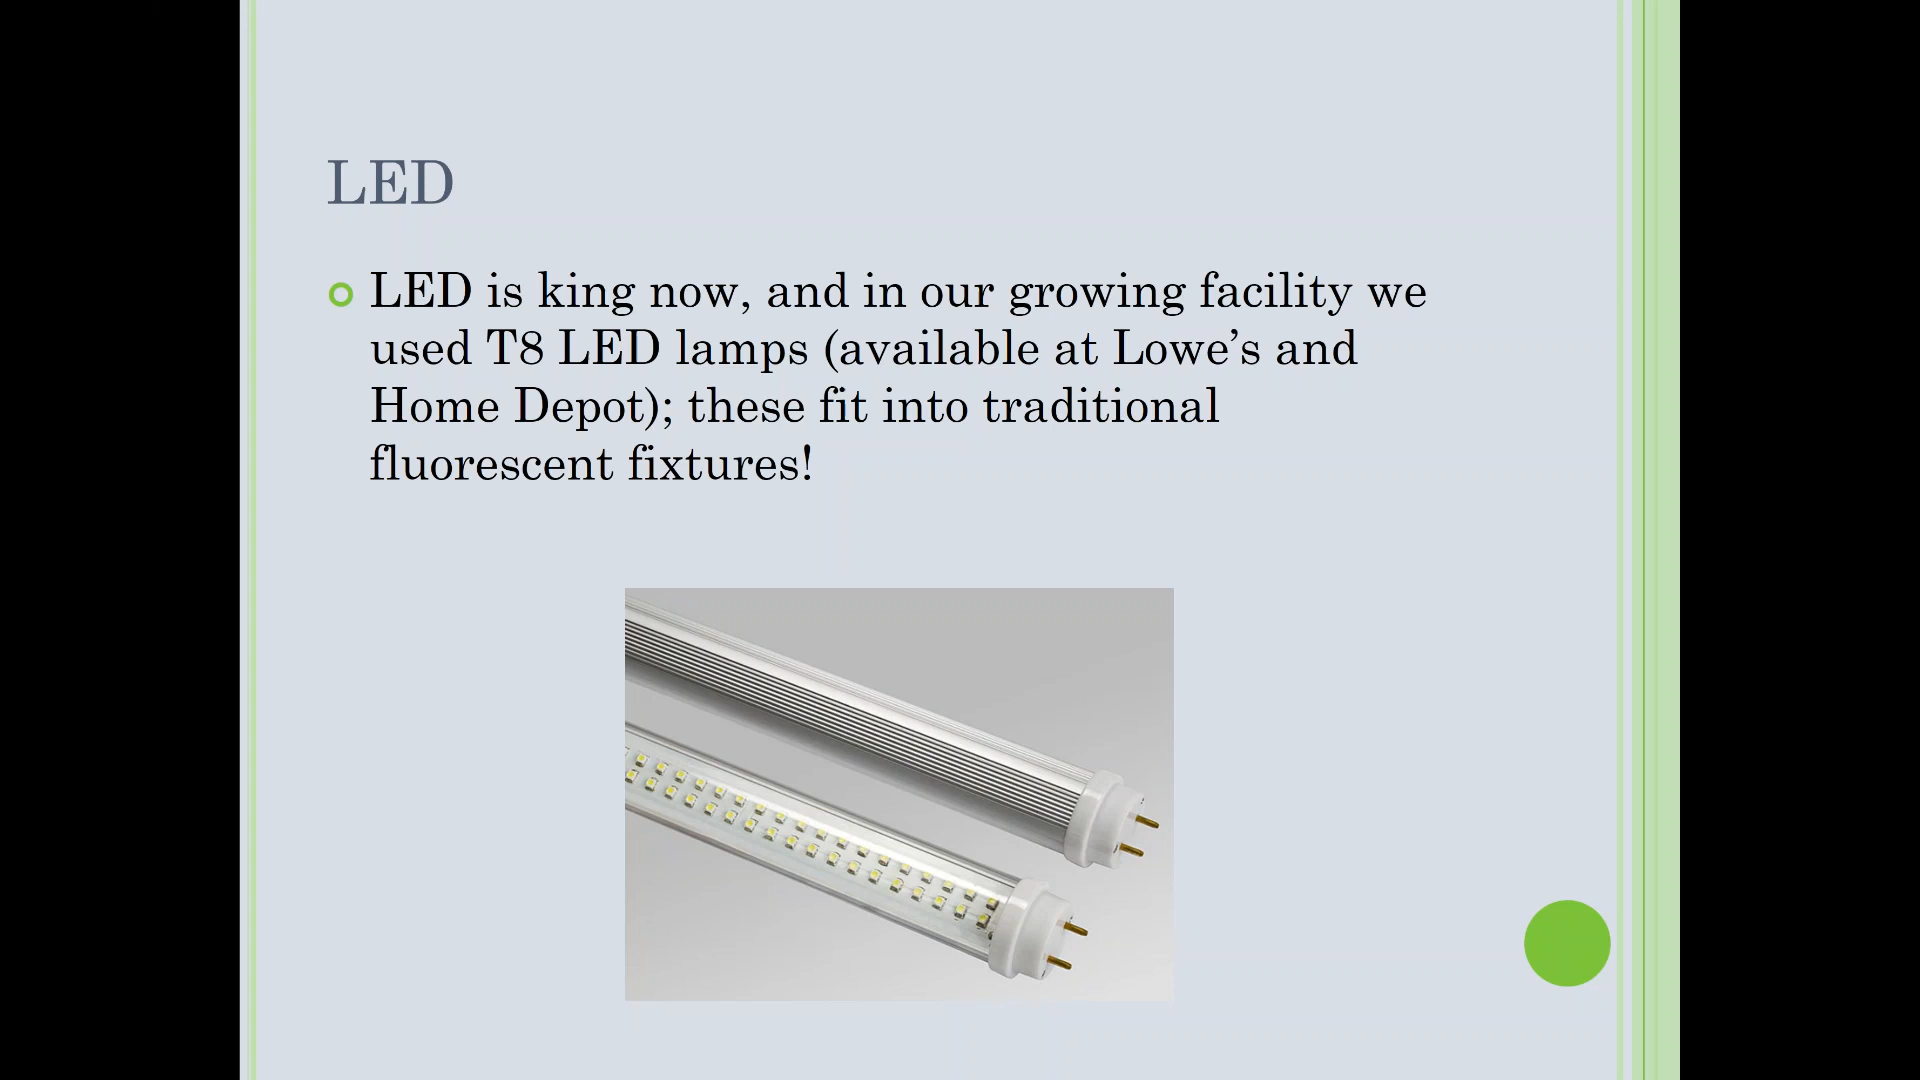 LED
LED is king now, and in our growing facility we
used T8 LED lamps (available at Lowe’s and
Home Depot); these fit into traditional
fluorescent fixtures!